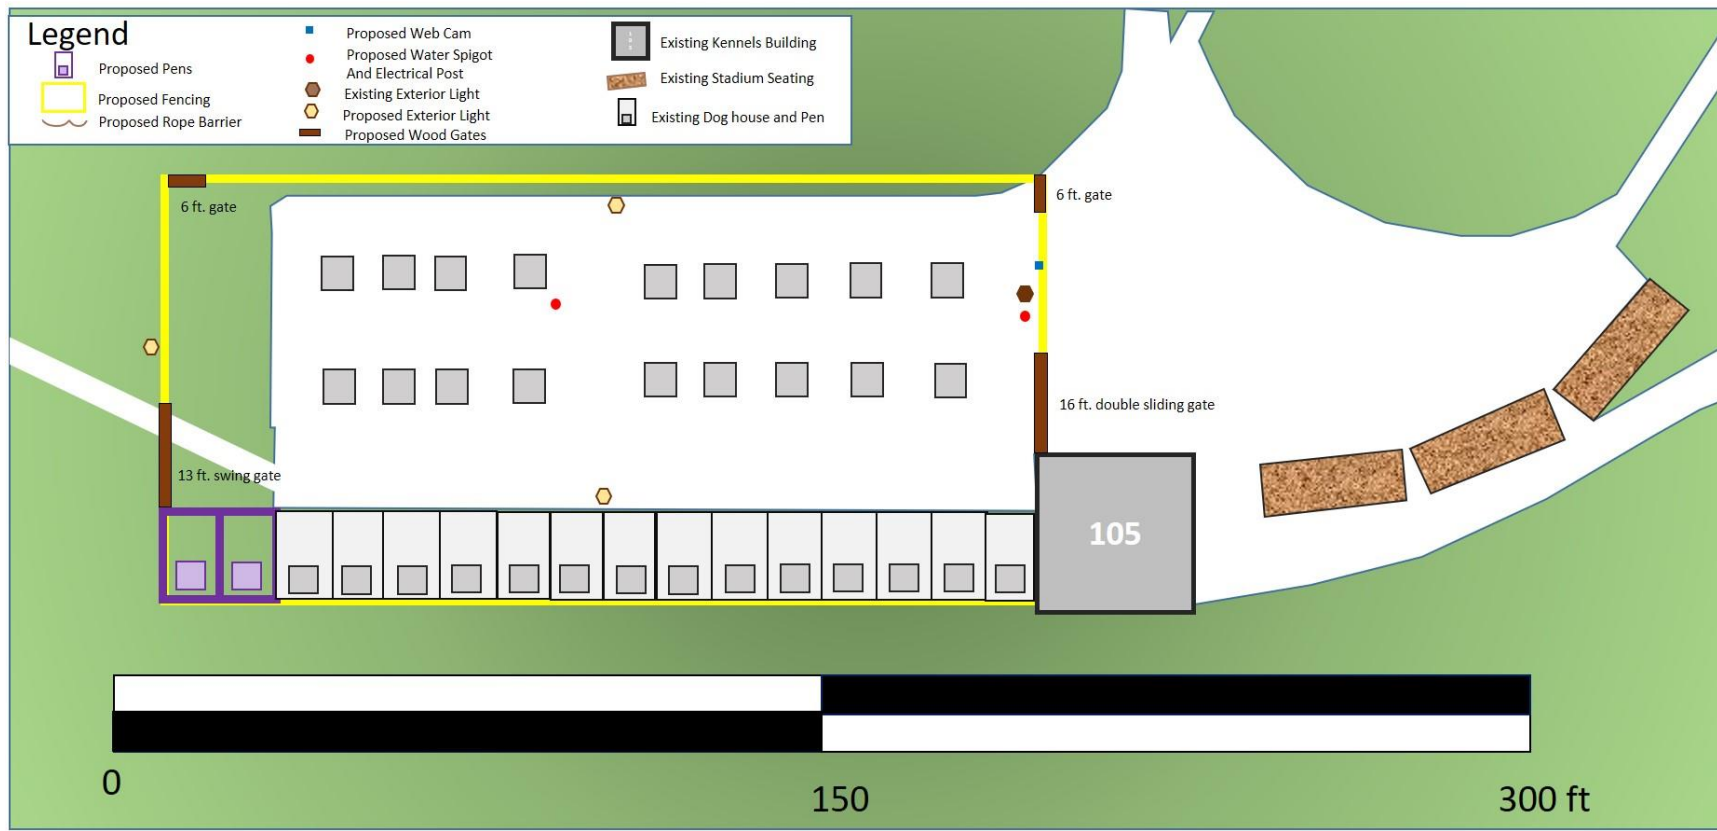 Legend
Proposed Pens
Proposed Fencing
Proposed Rope Barrier
Proposed Web Cam
Proposed Water Spigot
And Electrical Post
Existing Exterior Light
Proposed Exterior Light
Proposed Wood Gates
Existing Kennels Building
Existing Stadium Seating
Existing Dog house and Pen
6 ft. gate
6 ft. gate
16 ft. double sliding gate
13 ft. swing gate
105
0
150
300 ft